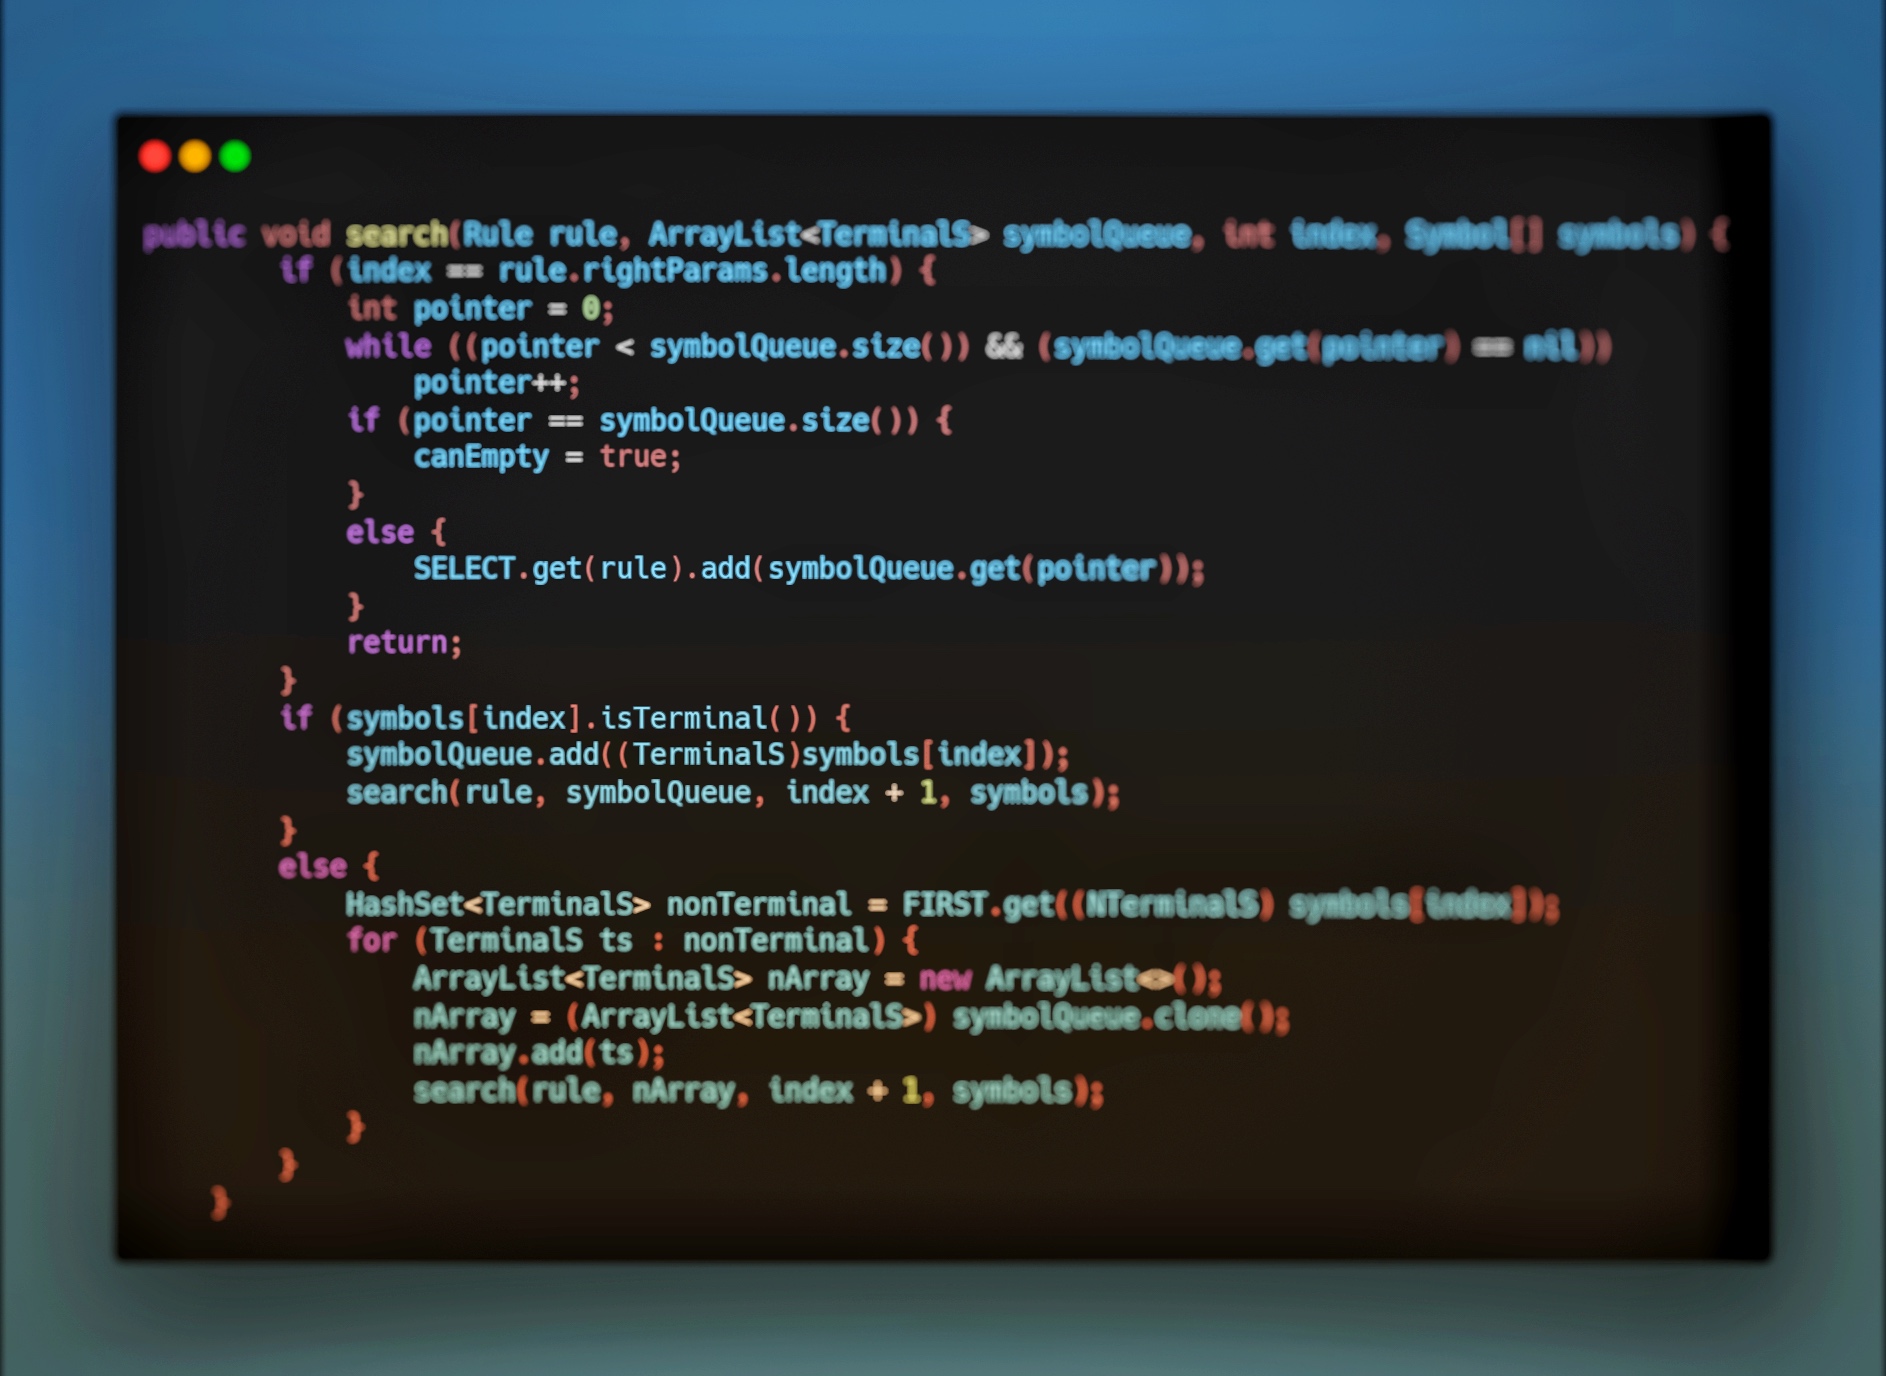 public void search(Rule rule, ArrayList<TerminalS> symbolQueue, int index, Symbol[] symbols) {
        if (index == rule.rightParams.length) {
            int pointer = 0;
            while ((pointer < symbolQueue.size()) && (symbolQueue.get(pointer) == nil))
                pointer++;
            if (pointer == symbolQueue.size()) {
                canEmpty = true;
            }
            else {
                SELECT.get(rule).add(symbolQueue.get(pointer));
            }
            return;
        }
        if (symbols[index].isTerminal()) {
            symbolQueue.add((TerminalS)symbols[index]);
            search(rule, symbolQueue, index + 1, symbols);
        }
        else {
            HashSet<TerminalS> nonTerminal = FIRST.get((NTerminalS) symbols[index]);
            for (TerminalS ts : nonTerminal) {
                ArrayList<TerminalS> nArray = new ArrayList<>();
                nArray = (ArrayList<TerminalS>) symbolQueue.clone();
                nArray.add(ts);
                search(rule, nArray, index + 1, symbols);
            }
        }
    }